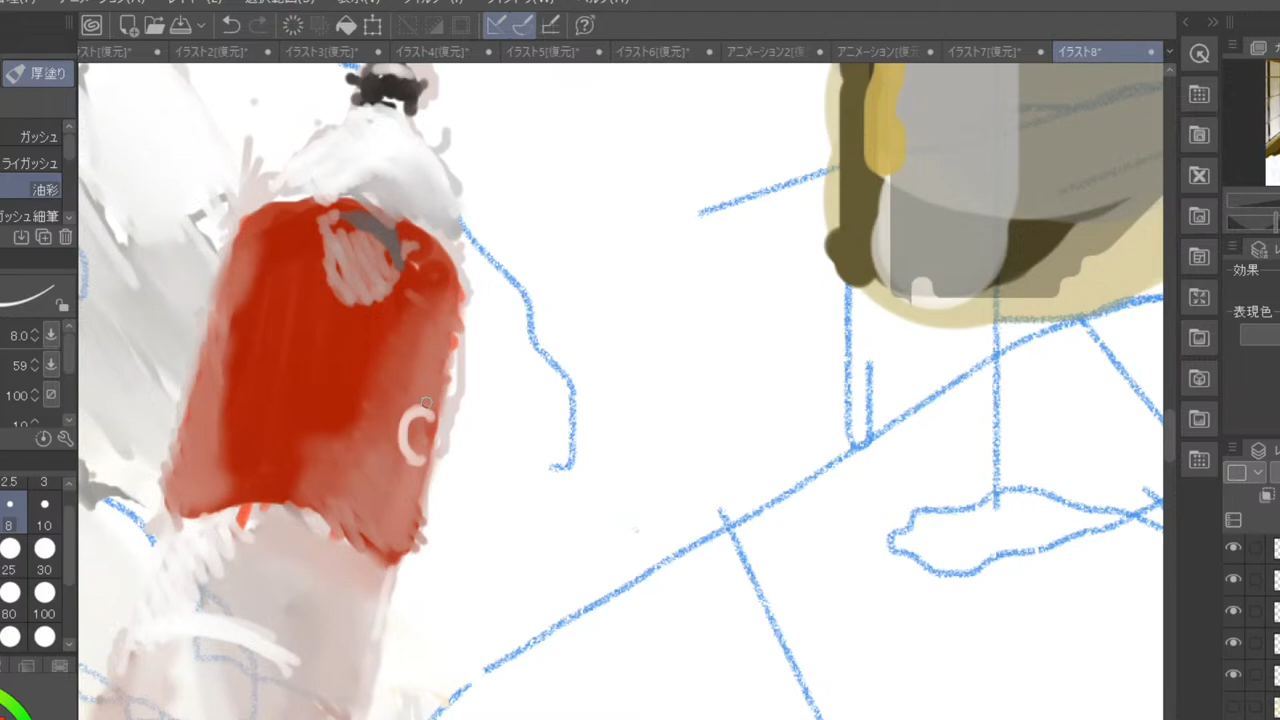 スト[復元]*
イラスト2[復元]*
イラスト3[復元]*
イラスト4[復元]*
イラスト5[復元]*
イラスト6[復元]*
アニメーション2[復
アニメーション[復元
イラスト7[復元]*
イラスト8*
厚塗り
ガッシュ
ライガッシュ
油彩
ガッシュ細筆
8.0
59
100
2.5 3
8 10
25 30
80 100
C
効果
表現色